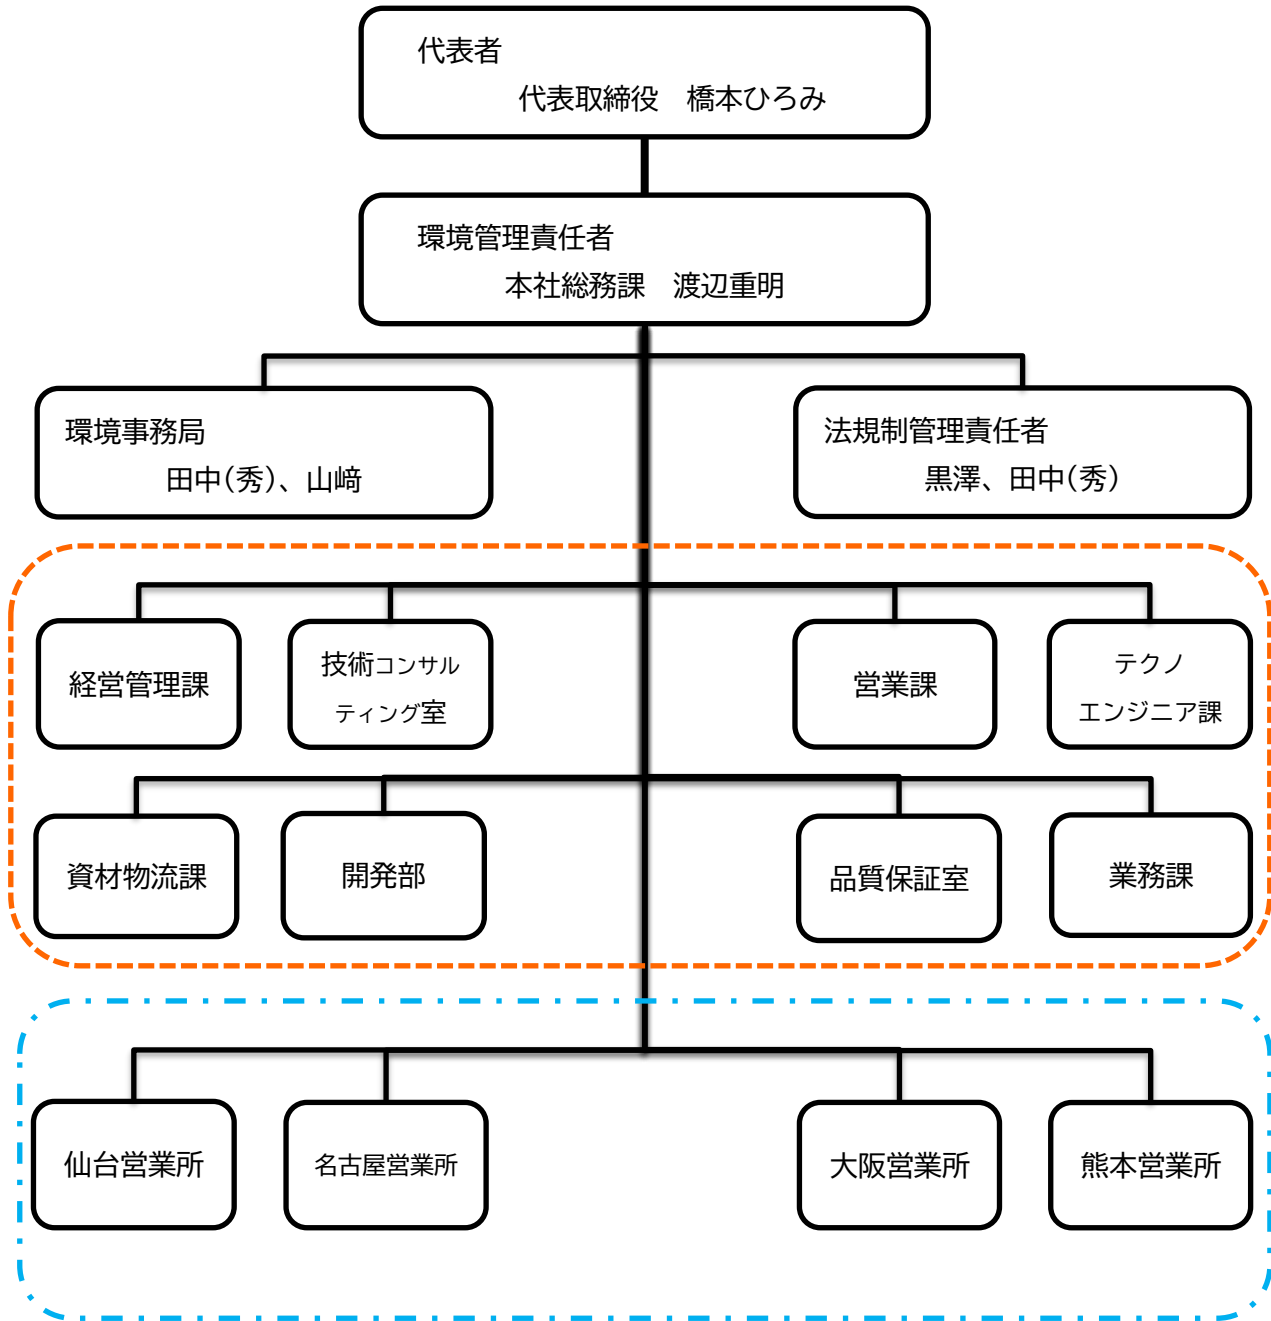 代表者
代表取締役　橋本ひろみ
環境管理責任者
本社総務課　渡辺重明
環境事務局
田中(秀)、山﨑
法規制管理責任者
黒澤、田中(秀)
経営管理課
技術コンサル
ティング室
営業課
テクノ
エンジニア課
資材物流課
開発部
品質保証室
業務課
仙台営業所
名古屋営業所
大阪営業所
熊本営業所